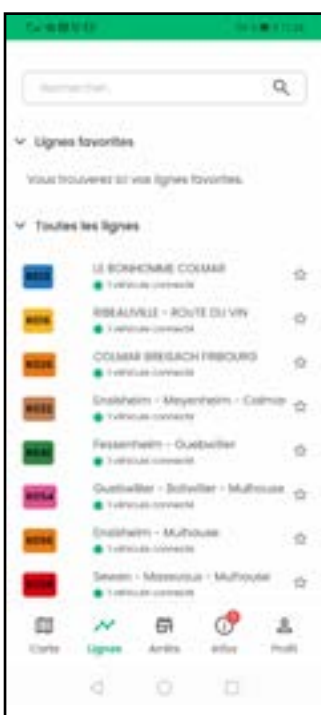 Rechercher...
Lignes favorites
Vous trouverez ici vos lignes favorites.
Toutes les lignes
LE BONHOMME COLMAR
1 véhicule connecté
RIBEAUVILLE - ROUTE DU VIN
1 véhicule connecté
COLMAR BREISACH FRIBOURG
1 véhicule connecté
Ensisheim - Meyenheim - Colmar
1 véhicule connecté
Fessenheim - Guebwiller
1 véhicule connecté
Guebwiller - Bollwiller - Mulhouse
1 véhicule connecté
Ensisheim - Mulhouse
1 véhicule connecté
Sewen - Masevaux - Mulhouse
1 véhicule connecté
Carte Lignes Arrêts Infos Profil